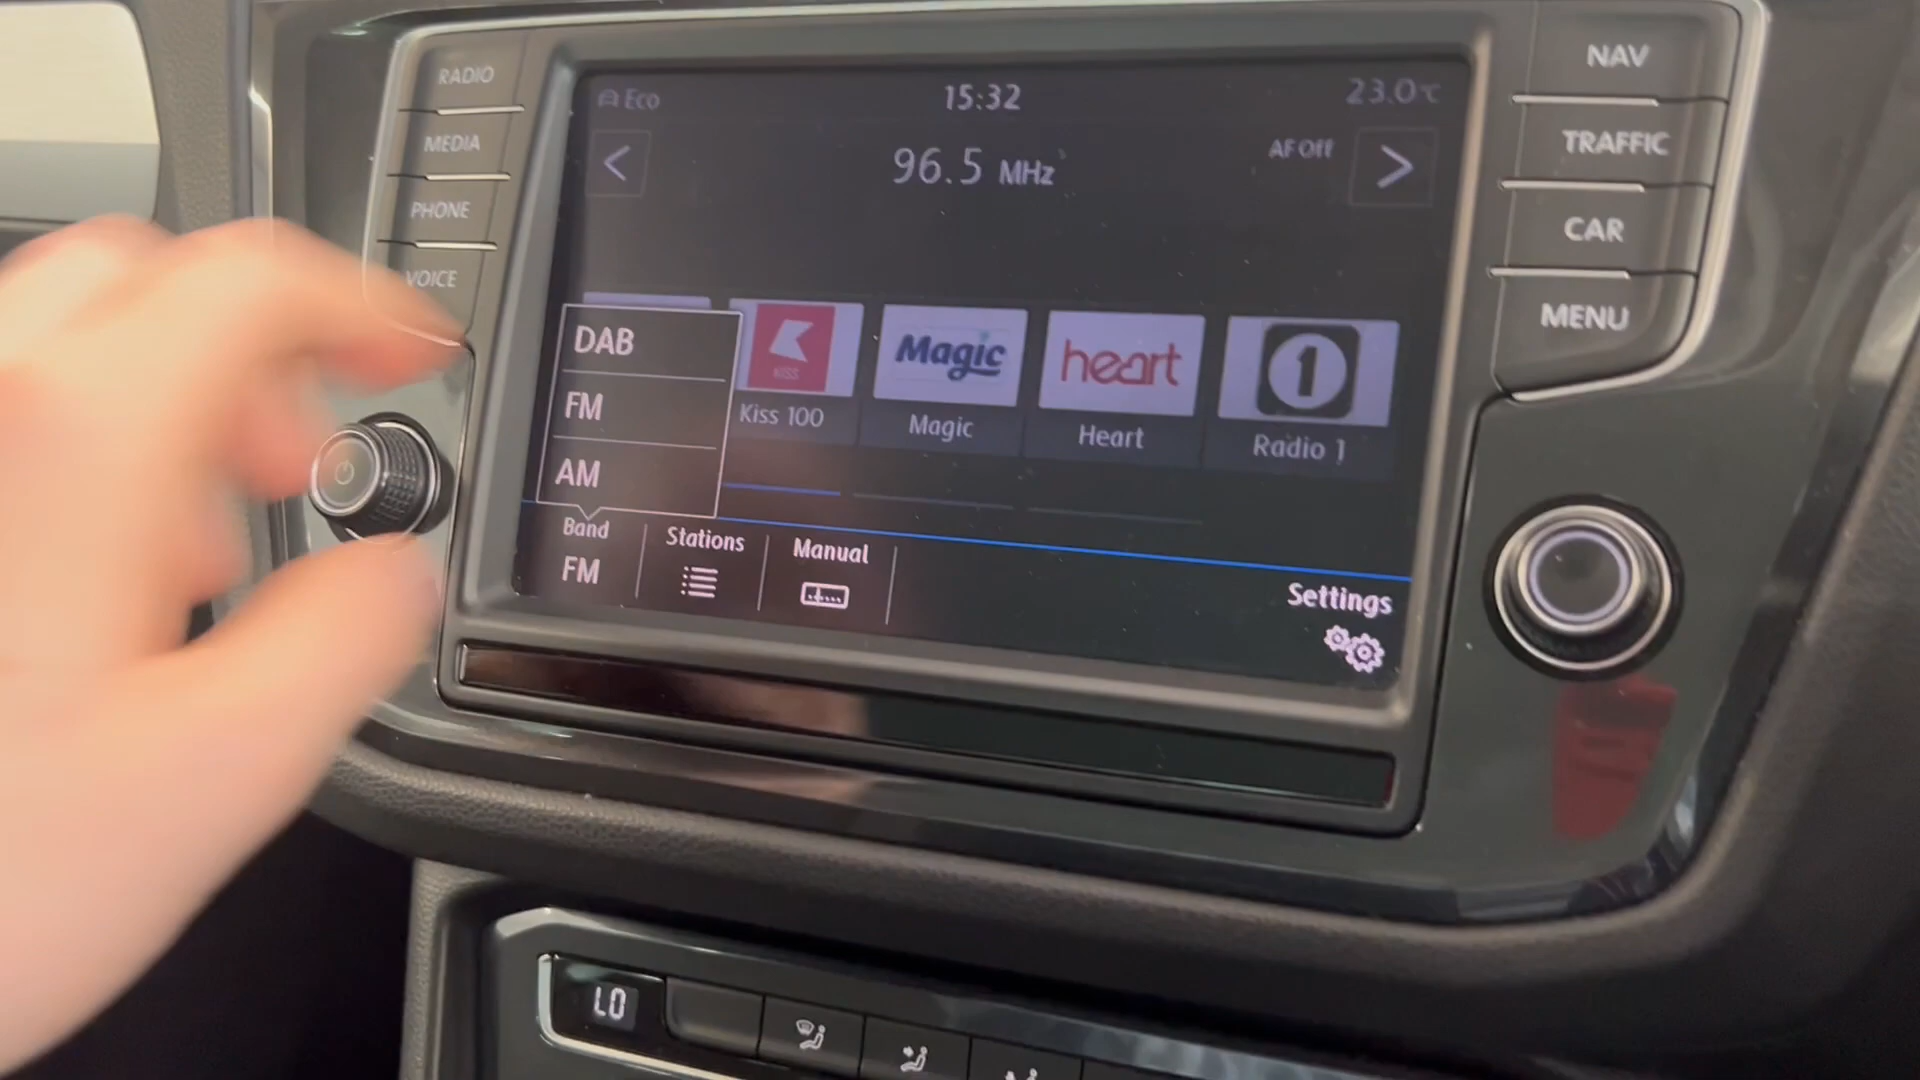 RADIO
MEDIA
PHONE
VOICE
Eco
15:32
23.0°C
96.5 MHz
AF Off
DAB
FM
AM
KISS
Kiss 100
Magic
Magic
heart
Heart
1
Radio 1
Band
FM
Stations
Manual
Settings
NAV
TRAFFIC
CAR
MENU
LO